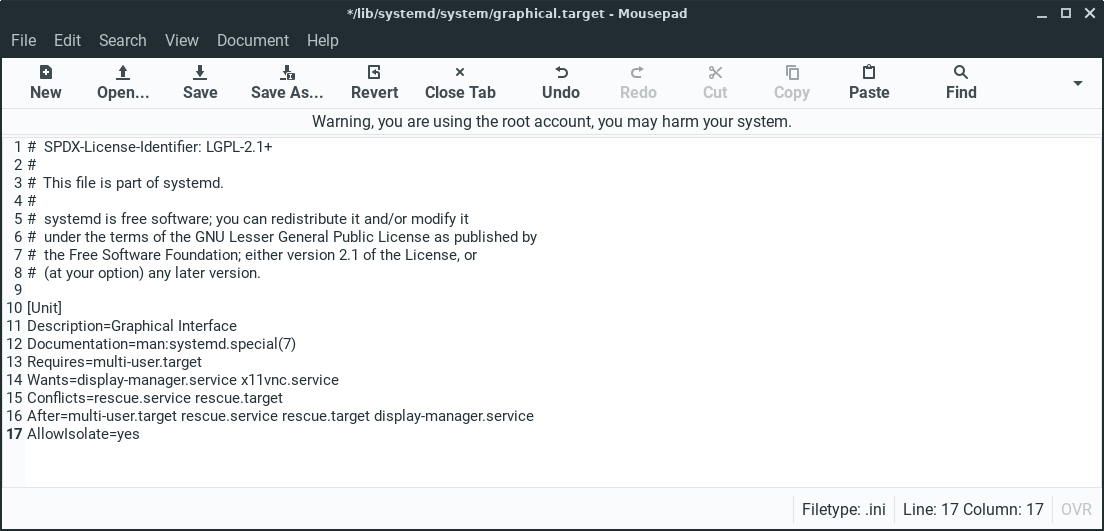 */lib/systemd/system/graphical.target - Mousepad
File Edit Search View Document Help
New Open... Save Save As... Revert Close Tab Undo Redo Cut Copy Paste Find
Warning, you are using the root account, you may harm your system.
1 #  SPDX-License-Identifier: LGPL-2.1+
2 #
3 #  This file is part of systemd.
4 #
5 #  systemd is free software; you can redistribute it and/or modify it
6 #  under the terms of the GNU Lesser General Public License as published by
7 #  the Free Software Foundation; either version 2.1 of the License, or
8 #  (at your option) any later version.
9
10 [Unit]
11 Description=Graphical Interface
12 Documentation=man:systemd.special(7)
13 Requires=multi-user.target
14 Wants=display-manager.service x11vnc.service
15 Conflicts=rescue.service rescue.target
16 After=multi-user.target rescue.service rescue.target display-manager.service
17 AllowIsolate=yes
Filetype: .ini Line: 17 Column: 17 OVR